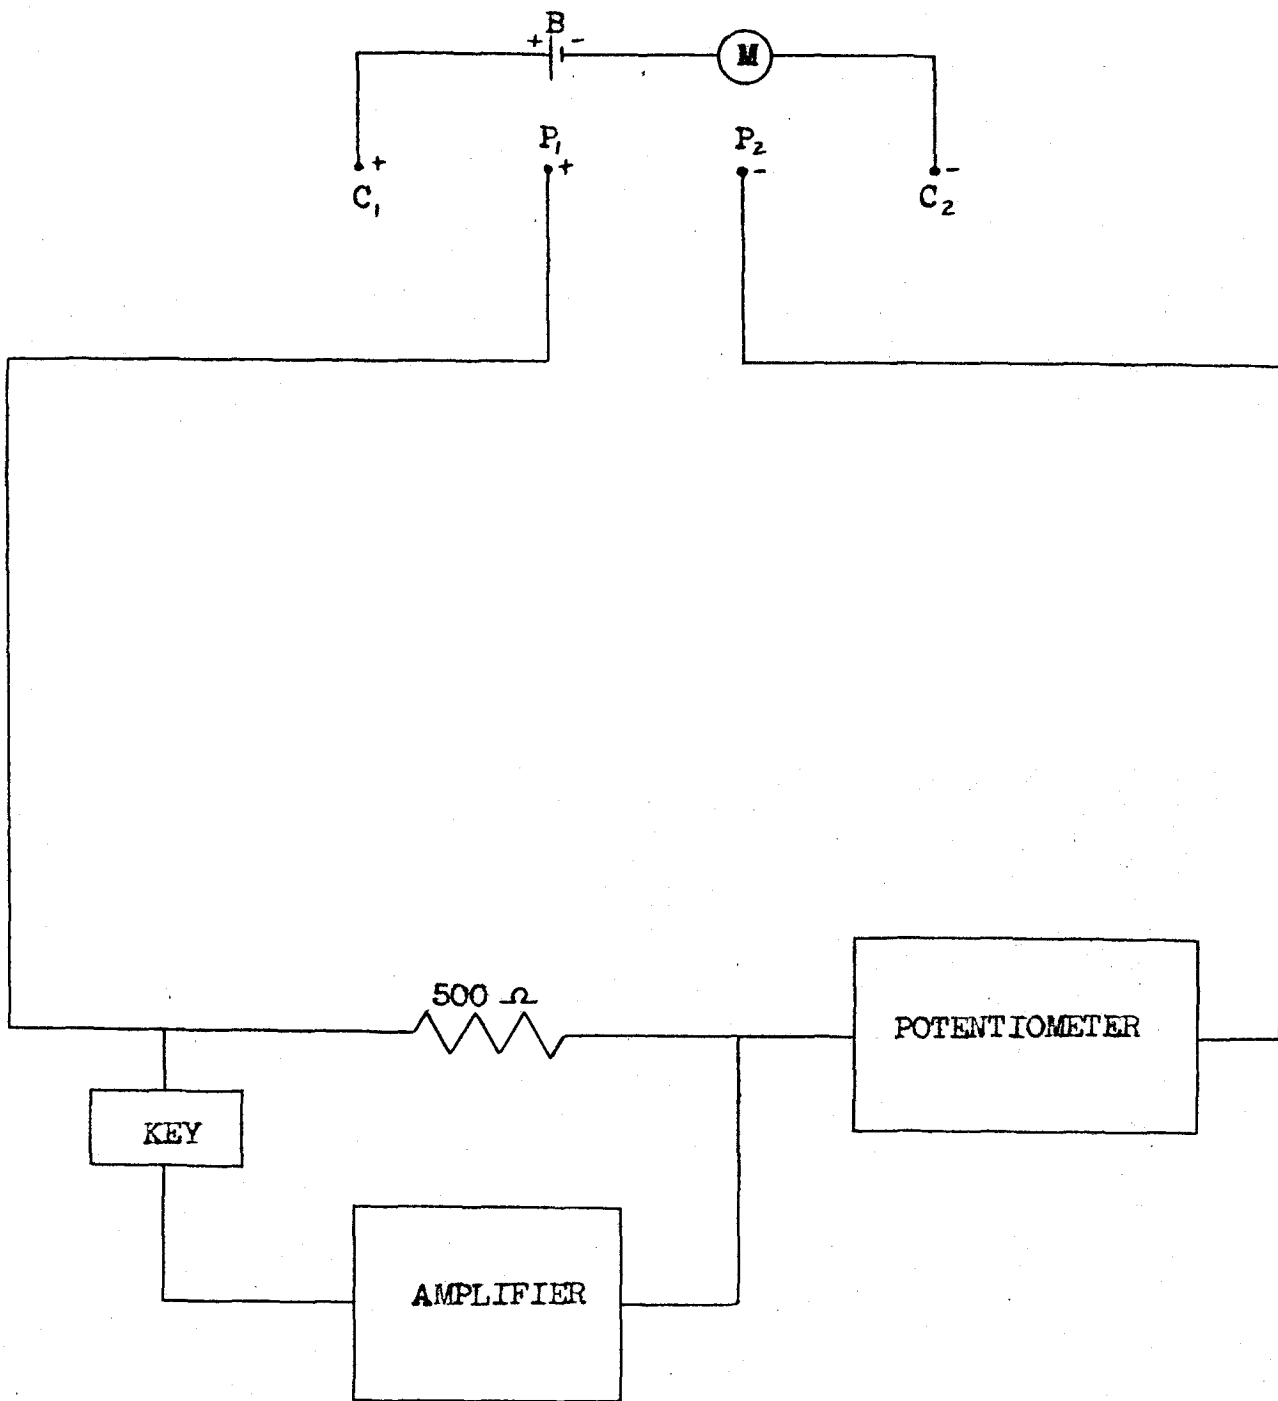 B
+ -
M
P₁ P₂
+ + - -
C₁ C₂
500 Ω
POTENTIOMETER
KEY
AMPLIFIER